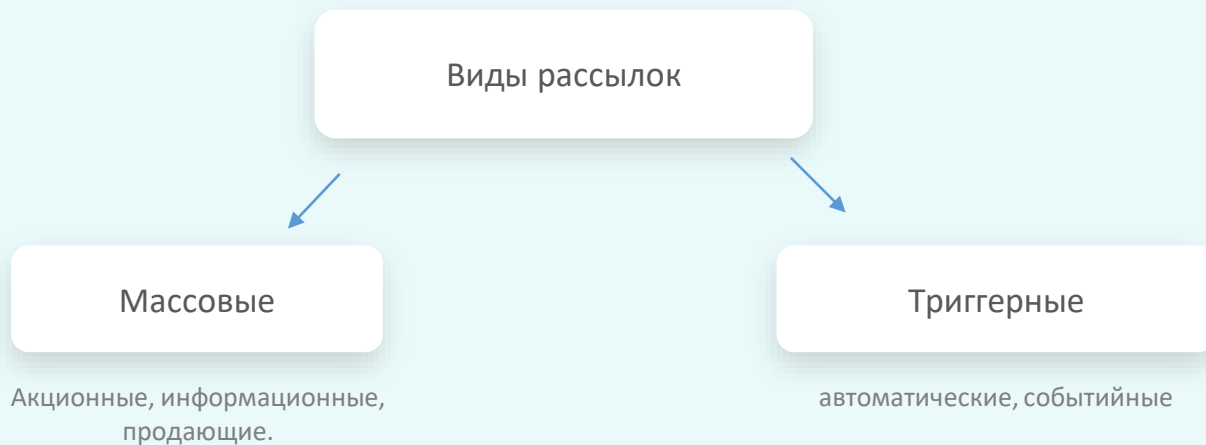 Виды рассылок
Массовые
Триггерные
Акционные, информационные,
продающие.
автоматические, событийные